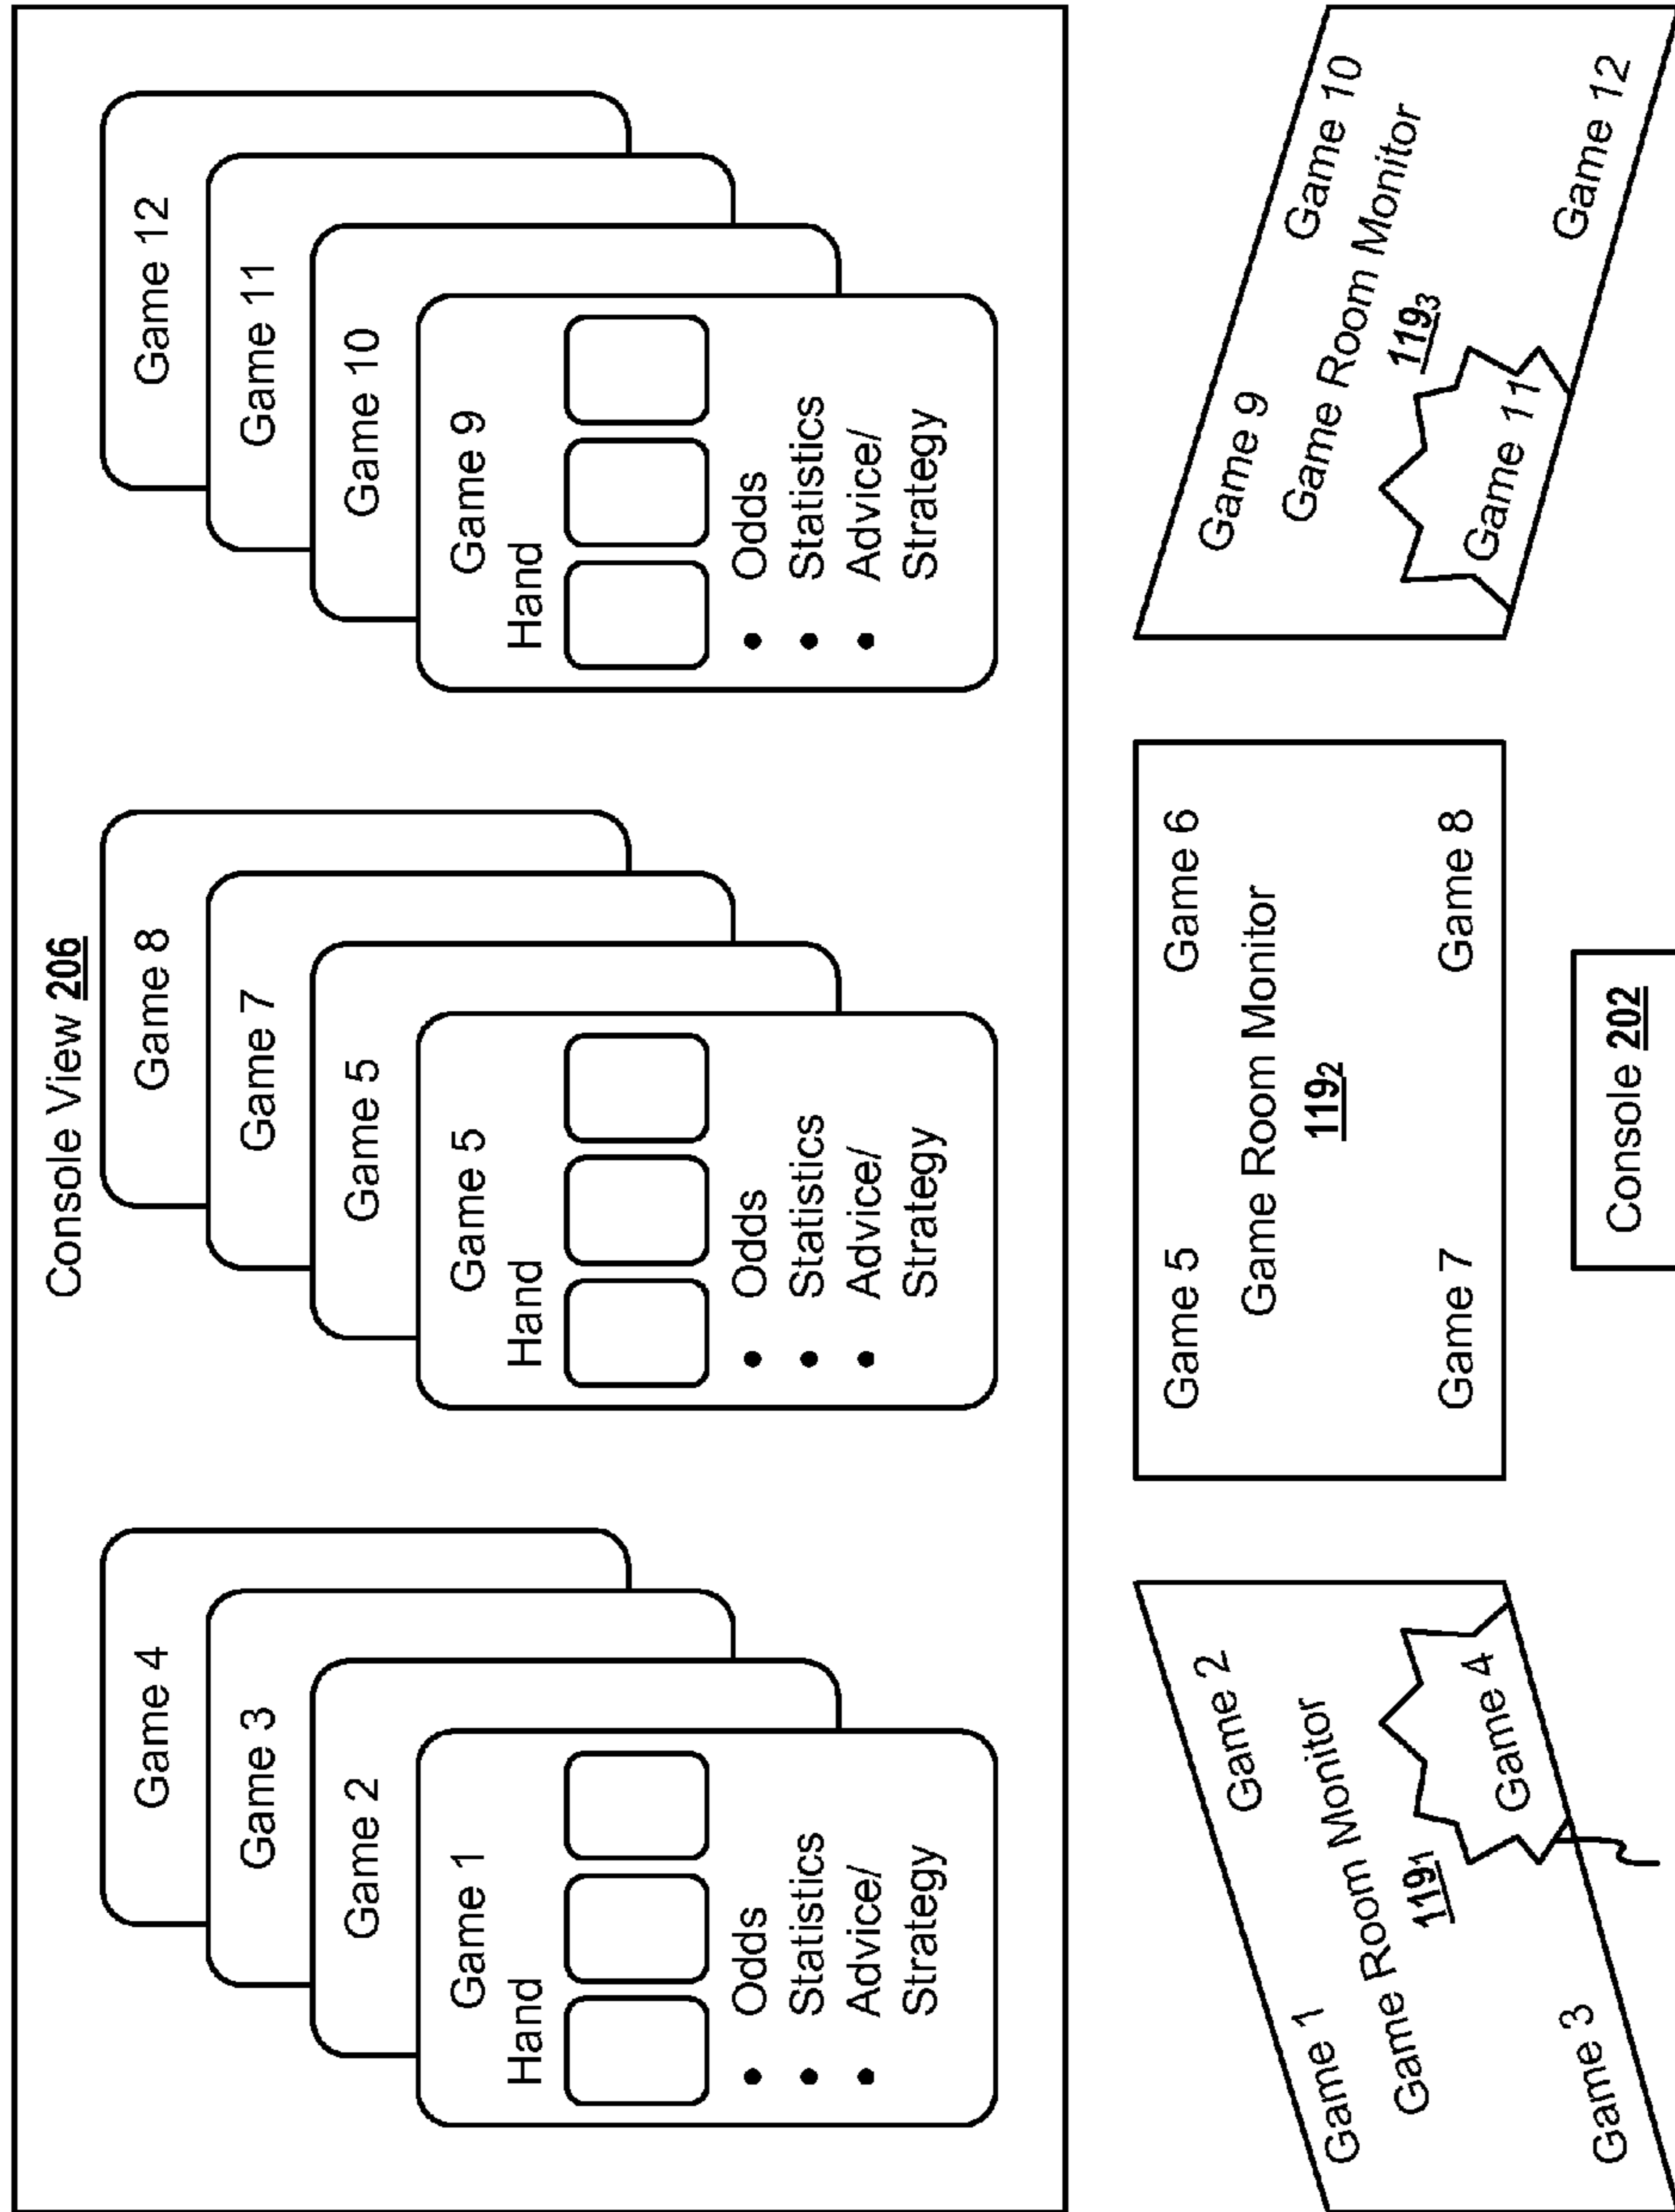 Console View 206
Game 4
Game 3
Game 2
Game 1
Hand
• Odds
• Statistics
• Advice/
Strategy
Game 8
Game 7
Game 5
Game 5
Hand
• Odds
• Statistics
• Advice/
Strategy
Game 12
Game 11
Game 10
Game 9
Hand
• Odds
• Statistics
• Advice/
Strategy
Game 1
Game 2
Game Room Monitor
119₁
Game 3
Game 4
Game 5
Game 6
Game Room Monitor
119₂
Game 7
Game 8
Game 9
Game 10
Game Room Monitor
119₃
Game 11
Game 12
Console 202